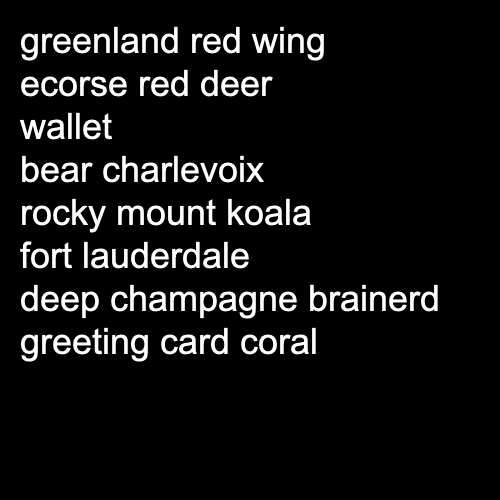 greenland red wing
ecorse red deer
wallet
bear charlevoix
rocky mount koala
fort lauderdale
deep champagne brainerd
greeting card coral